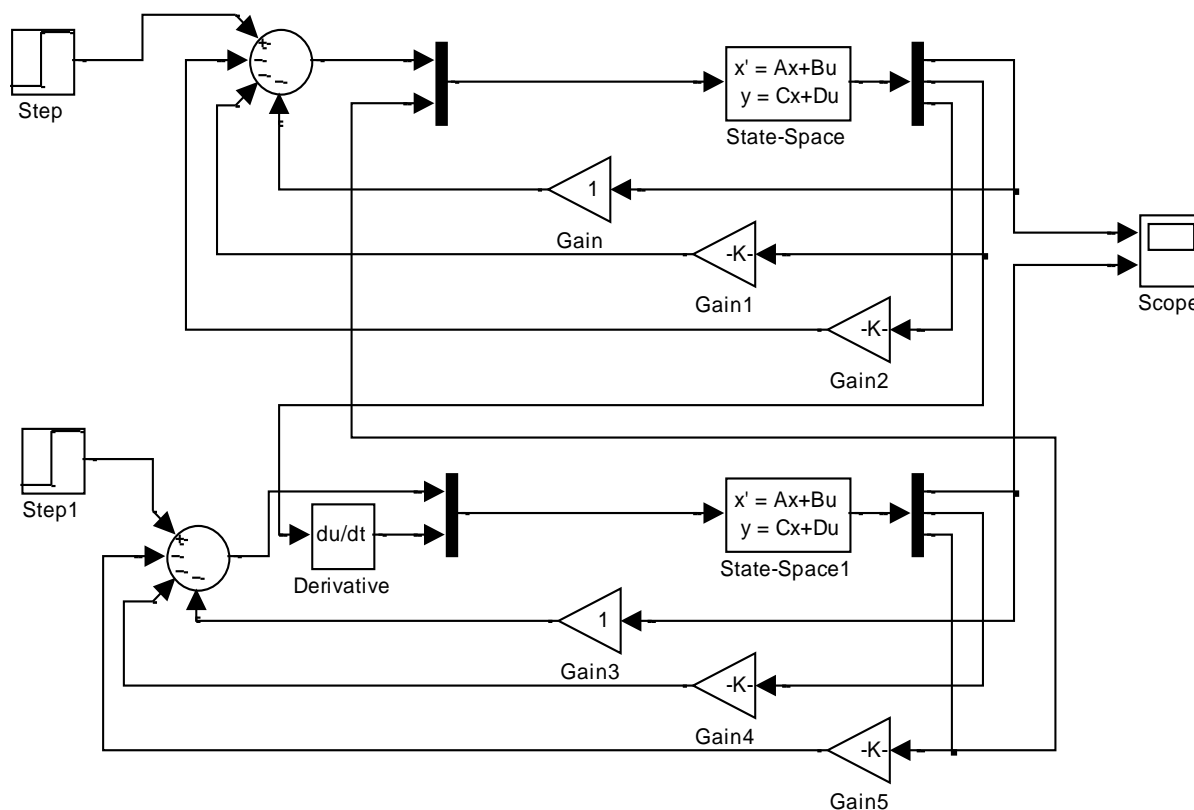 Step
x' = Ax+Bu
y = Cx+Du
State-Space
1
Gain
-K-
Gain1
-K-
Gain2
Scope
Step1
du/dt
Derivative
x' = Ax+Bu
y = Cx+Du
State-Space1
1
Gain3
-K-
Gain4
-K-
Gain5